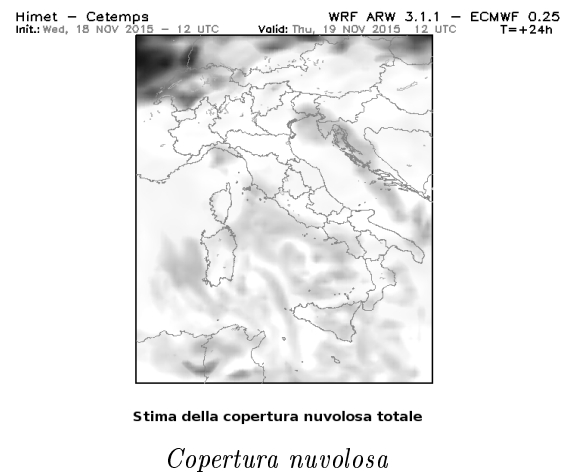 Himet − Cetemps WRF ARW 3.1.1 − ECMWF 0.25
Init.: Wed, 18 NOV 2015 − 12 UTC Valid: Thu, 19 NOV 2015 12 UTC T=+24h
Stima della copertura nuvolosa totale
Copertura nuvolosa